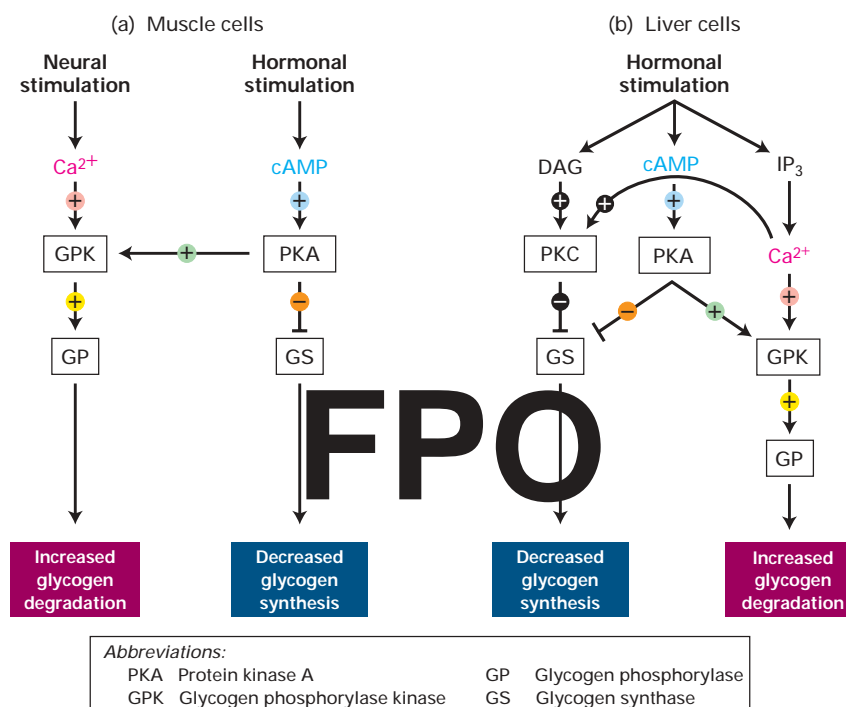 (a) Muscle cells
Neural
stimulation
Hormonal
stimulation
Ca²⁺
cAMP
+
+
GPK
+
PKA
+
−
GP
GS
Increased
glycogen
degradation
Decreased
glycogen
synthesis
(b) Liver cells
Hormonal
stimulation
DAG
cAMP
IP₃
+
+
+
PKC
PKA
Ca²⁺
−
−
+
+
GS
GPK
+
GP
Decreased
glycogen
synthesis
Increased
glycogen
degradation
FPO
Abbreviations:
PKA Protein kinase A
GP Glycogen phosphorylase
GPK Glycogen phosphorylase kinase
GS Glycogen synthase